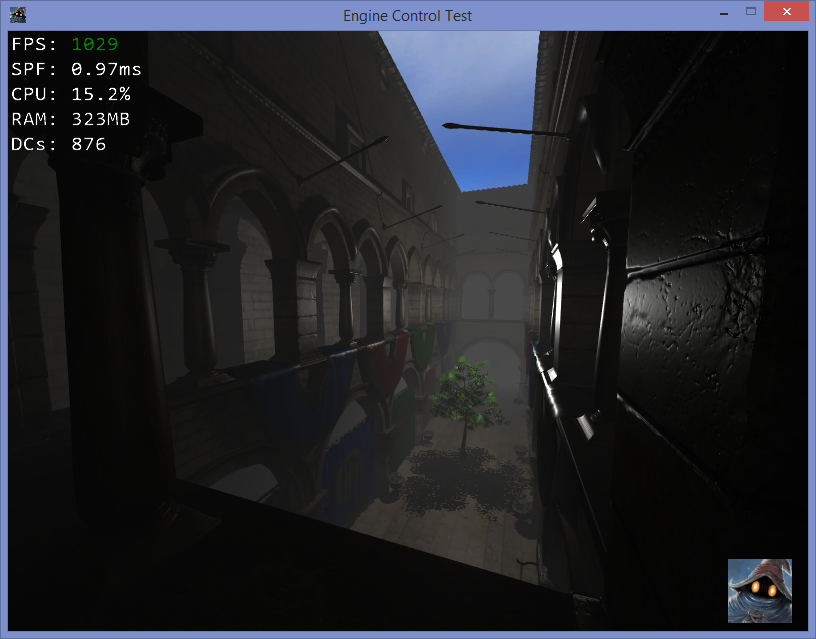 Engine Control Test
FPS: 1029
SPF: 0.97ms
CPU: 15.2%
RAM: 323MB
DCs: 876